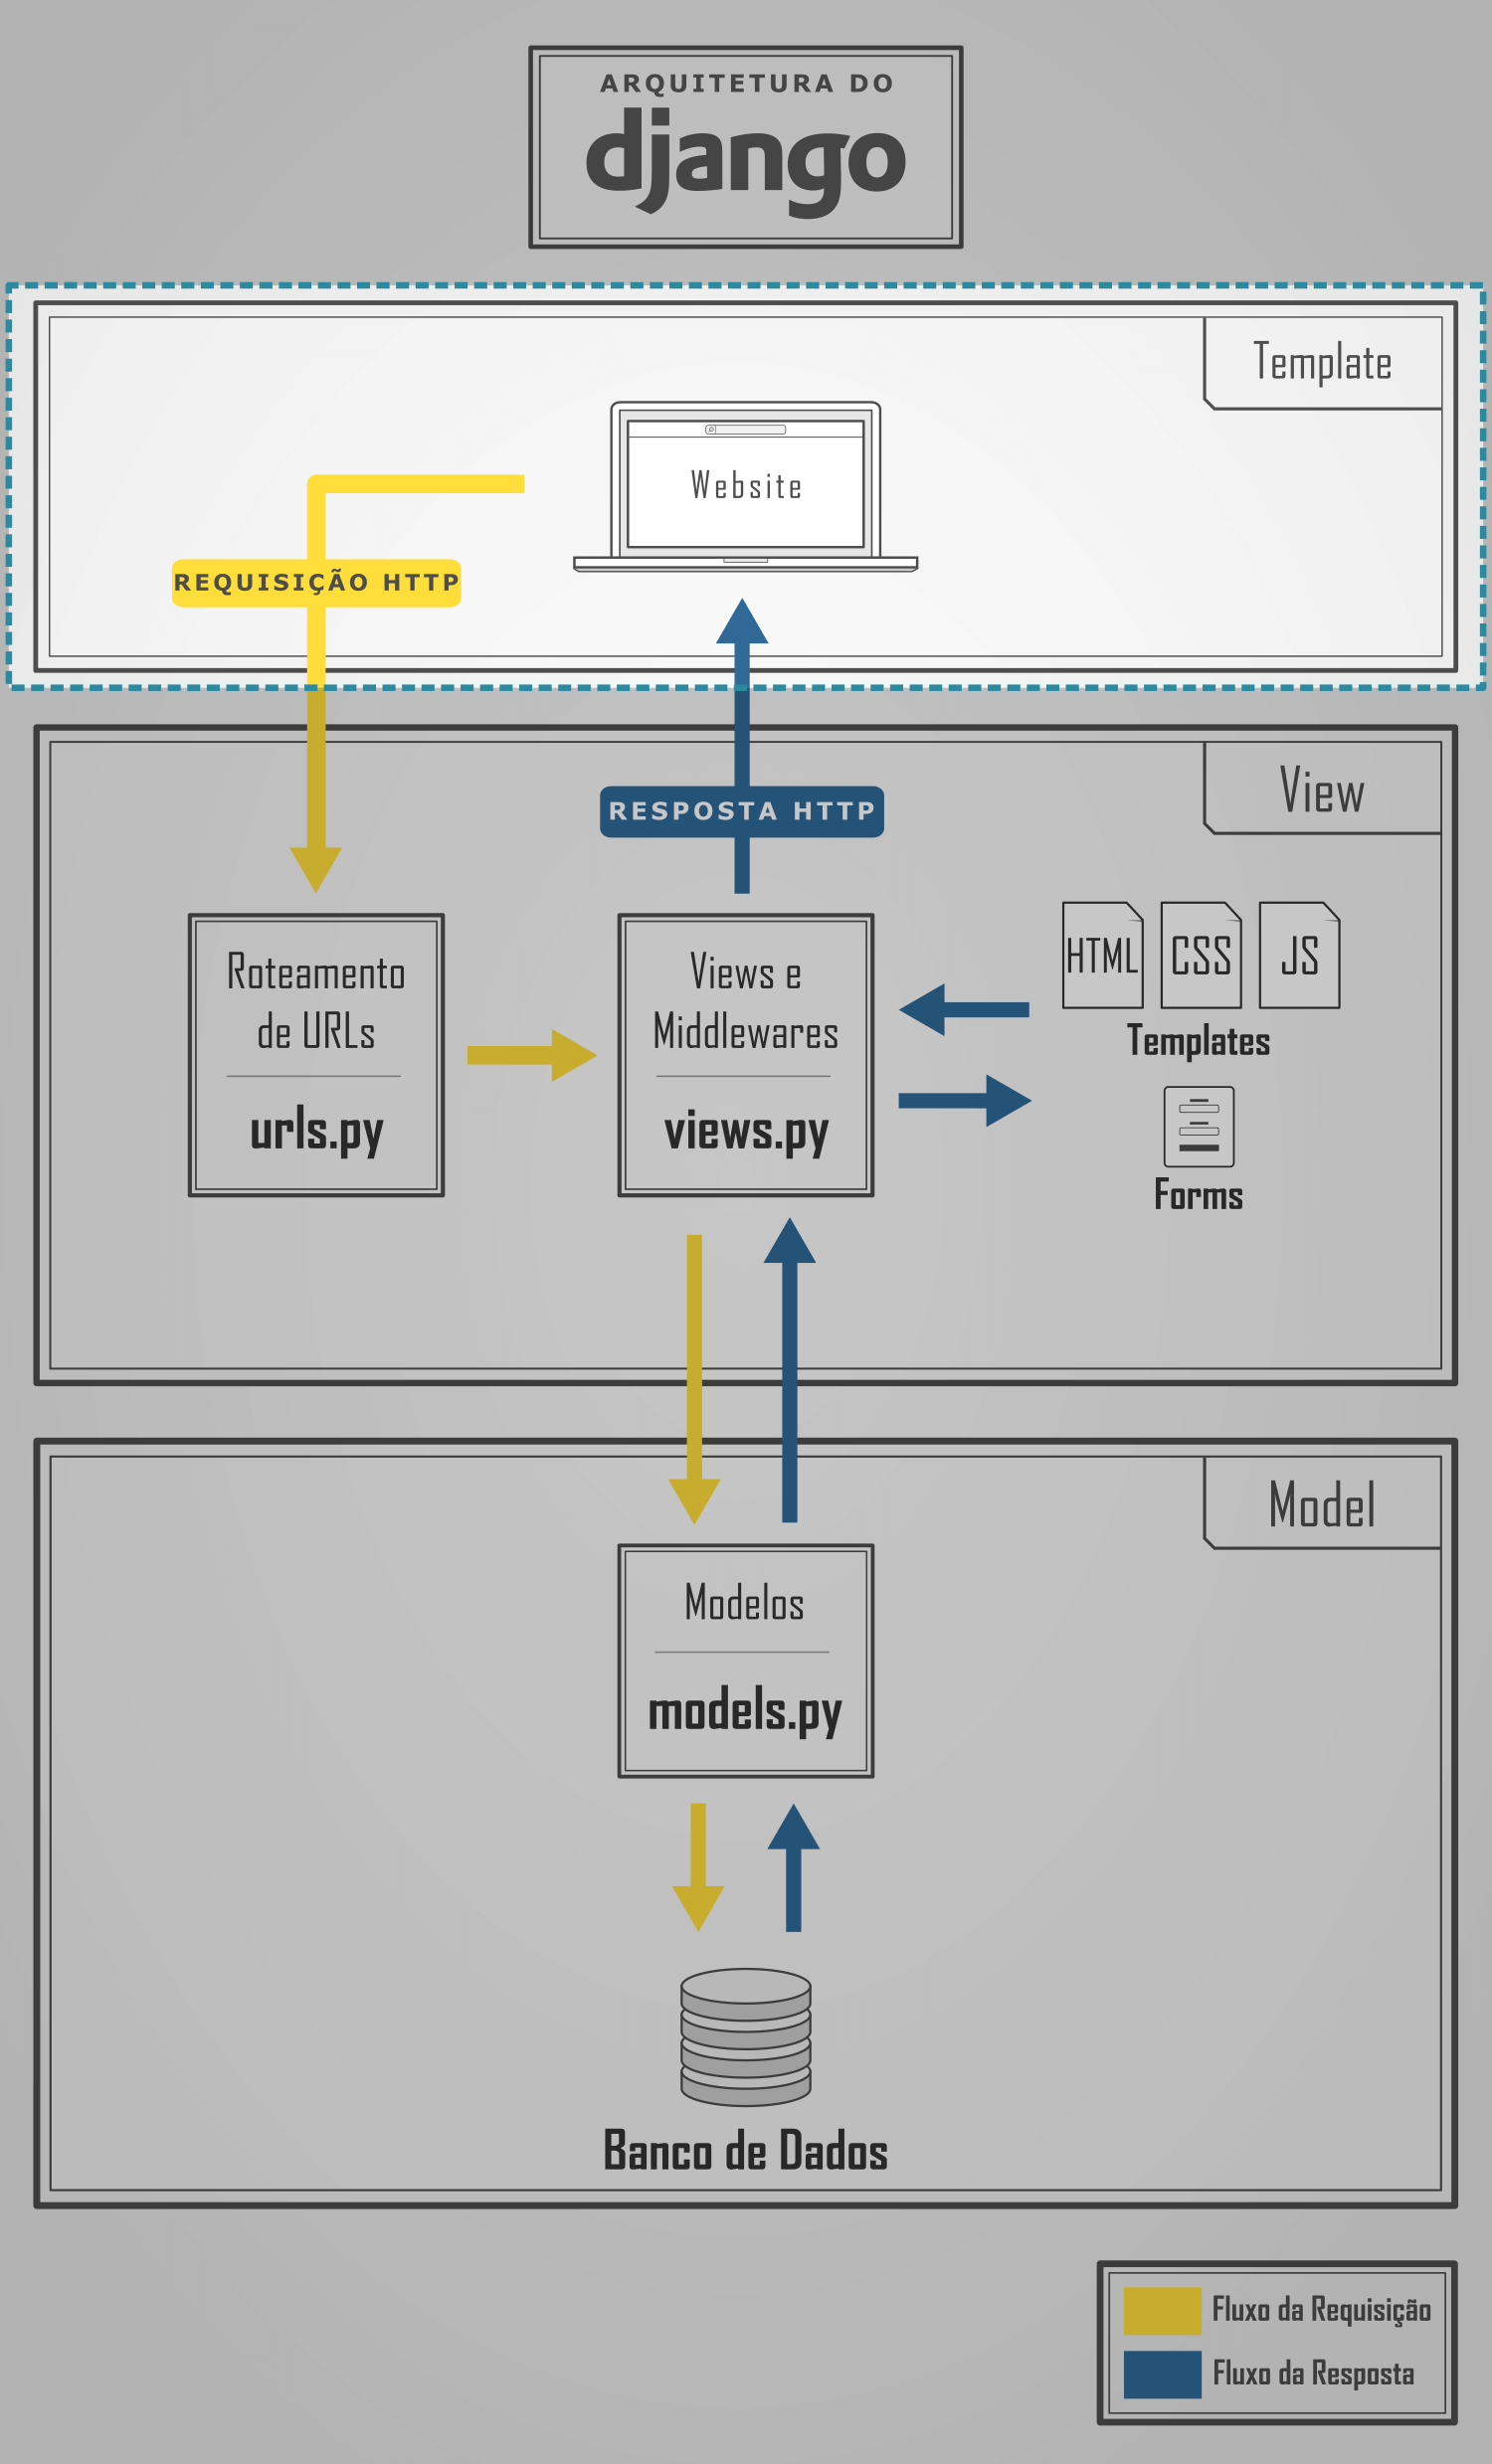 ARQUITETURA DO
django
Template
Website
REQUISIÇÃO HTTP
View
RESPOSTA HTTP
Roteamento
de URLs
urls.py
Views e
Middlewares
views.py
HTML CSS JS
Templates
Forms
Model
Modelos
models.py
Banco de Dados
Fluxo da Requisição
Fluxo da Resposta